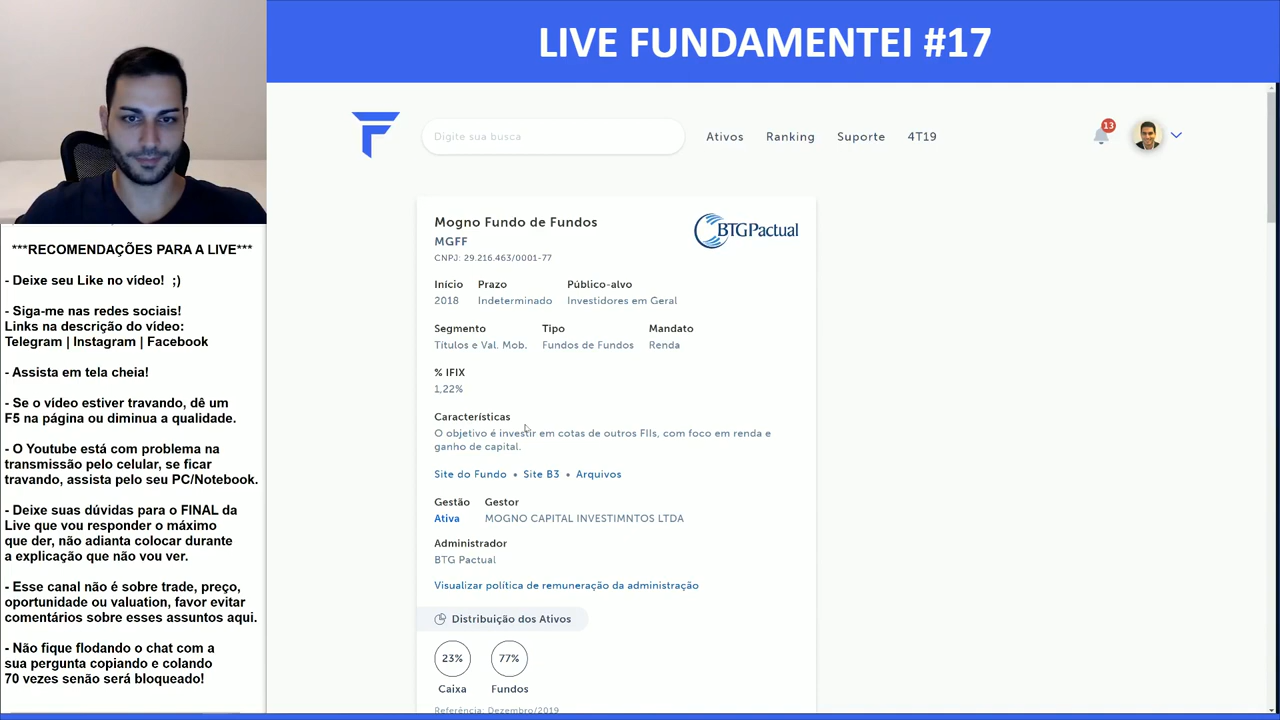 LIVE FUNDAMENTEI #17
***RECOMENDAÇÕES PARA A LIVE***
- Deixe seu Like no vídeo!  ;)
- Siga-me nas redes sociais!
Links na descrição do vídeo:
Telegram | Instagram | Facebook
- Assista em tela cheia!
- Se o vídeo estiver travando, dê um
F5 na página ou diminua a qualidade.
- O Youtube está com problema na
transmissão pelo celular, se ficar
travando, assista pelo seu PC/Notebook.
- Deixe suas dúvidas para o FINAL da
Live que vou responder o máximo
que der, não adianta colocar durante
a explicação que não vou ver.
- Esse canal não é sobre trade, preço,
oportunidade ou valuation, favor evitar
comentários sobre esses assuntos aqui.
- Não fique flodando o chat com a
sua pergunta copiando e colando
70 vezes senão será bloqueado!
Digite sua busca
Ativos Ranking Suporte 4T19
13
Mogno Fundo de Fundos
MGFF
CNPJ: 29.216.463/0001-77
BTGPactual
Início Prazo Público-alvo
2018 Indeterminado Investidores em Geral
Segmento Tipo Mandato
Títulos e Val. Mob. Fundos de Fundos Renda
% IFIX
1,22%
Características
O objetivo é investir em cotas de outros FIIs, com foco em renda e
ganho de capital.
Site do Fundo • Site B3 • Arquivos
Gestão Gestor
Ativa MOGNO CAPITAL INVESTIMNTOS LTDA
Administrador
BTG Pactual
Visualizar política de remuneração da administração
Distribuição dos Ativos
23% 77%
Caixa Fundos
Referência: Dezembro/2019